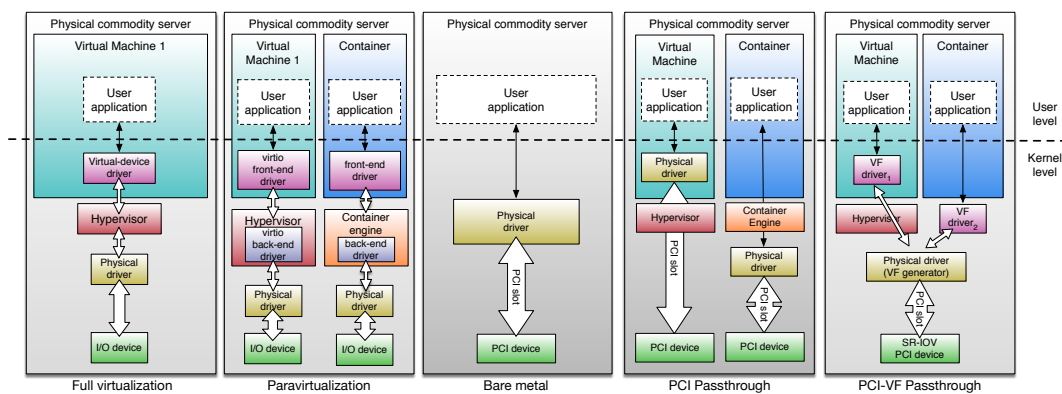 Physical commodity server
Virtual Machine 1
User
application
Virtual-device
driver
Hypervisor
Physical
driver
I/O device
Full virtualization
Physical commodity server
Virtual
Machine 1
User
application
virtio
front-end
driver
Hypervisor
virtio
back-end driver
Physical
driver
I/O device
Container
User
application
front-end
driver
Container
engine
back-end
driver
Physical
driver
I/O device
Paravirtualization
Physical commodity server
User
application
Physical
driver
PCI slot
PCI device
Bare metal
Physical commodity server
Virtual
Machine
User
application
Physical
driver
Hypervisor
PCI slot
PCI device
Container
User
application
Container
Engine
Physical
driver
PCI slot
PCI device
PCI Passthrough
Physical commodity server
Virtual
Machine
User
application
VF
driver1
Hypervisor
Container
User
application
VF
driver2
Physical driver
(VF generator)
PCI slot
SR-IOV
PCI device
PCI-VF Passthrough
User
level
Kernel
level